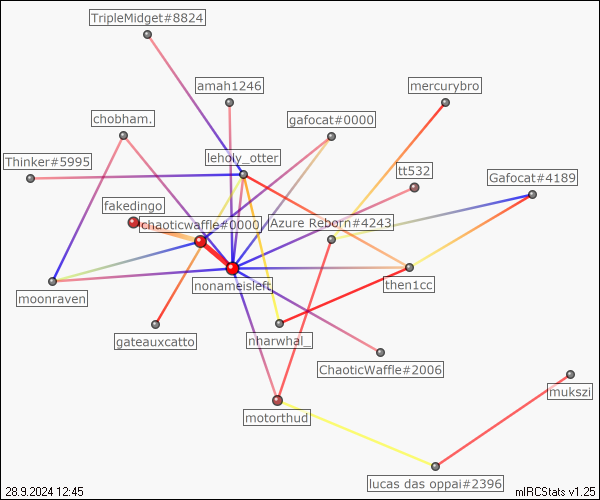 TripleMidget#8824
amah1246
mercurybro
chobham.
gafocat#0000
Thinker#5995
leholy_otter
tt532
Gafocat#4189
fakedingo
chaoticwaffle#0000
Azure Reborn#4243
nonameisleft
then1cc
moonraven
gateauxcatto
nharwhal_
ChaoticWaffle#2006
mukszi
motorthud
lucas das oppai#2396
28.9.2024 12:45
mIRCStats v1.25